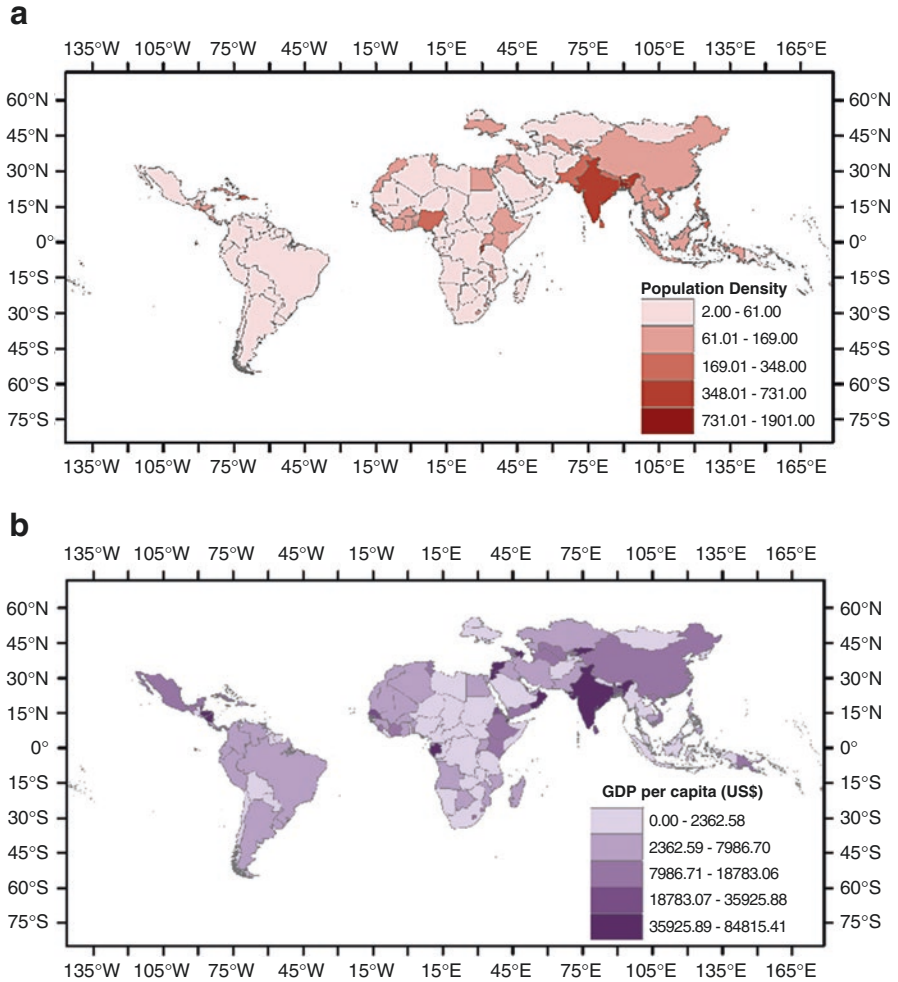 a
135°W 105°W 75°W 45°W 15°W 15°E 45°E 75°E 105°E 135°E 165°E
60°N 60°N
45°N 45°N
30°N 30°N
15°N 15°N
0° 0°
15°S 15°S
Population Density
30°S 2.00 - 61.00 30°S
61.01 - 169.00
45°S 169.01 - 348.00 45°S
60°S 348.01 - 731.00 60°S
75°S 731.01 - 1901.00 75°S
135°W 105°W 75°W 45°W 15°W 15°E 45°E 75°E 105°E 135°E 165°E
b
135°W 105°W 75°W 45°W 15°W 15°E 45°E 75°E 105°E 135°E 165°E
60°N 60°N
45°N 45°N
30°N 30°N
15°N 15°N
0° 0°
15°S 15°S
GDP per capita (US$)
30°S 0.00 - 2362.58 30°S
45°S 2362.59 - 7986.70 45°S
7986.71 - 18783.06
60°S 18783.07 - 35925.88 60°S
75°S 35925.89 - 84815.41 75°S
135°W 105°W 75°W 45°W 15°W 15°E 45°E 75°E 105°E 135°E 165°E